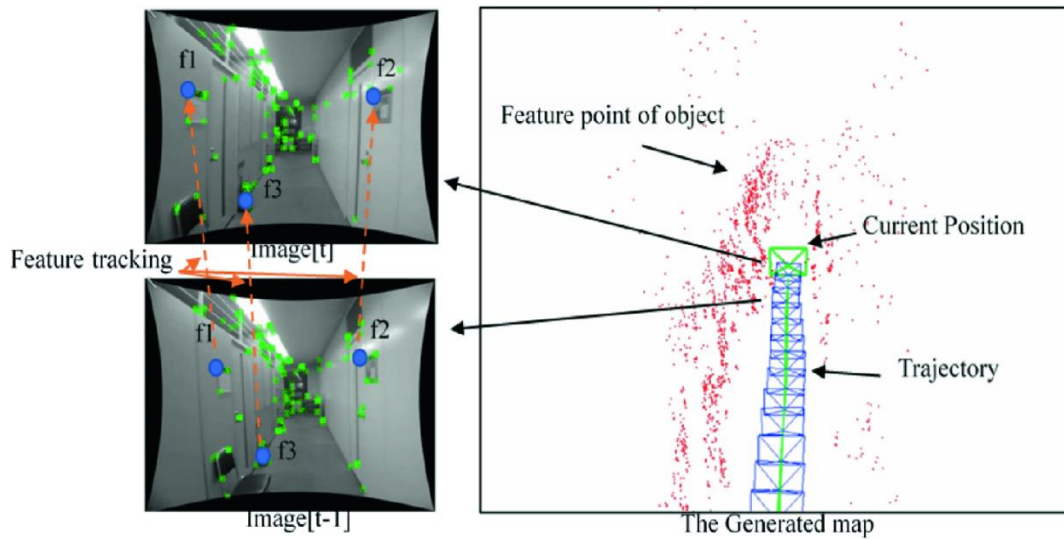 f1
f2
f3
Image[t]
Feature tracking
f1
f2
f3
Image[t-1]
Feature point of object
Current Position
Trajectory
The Generated map